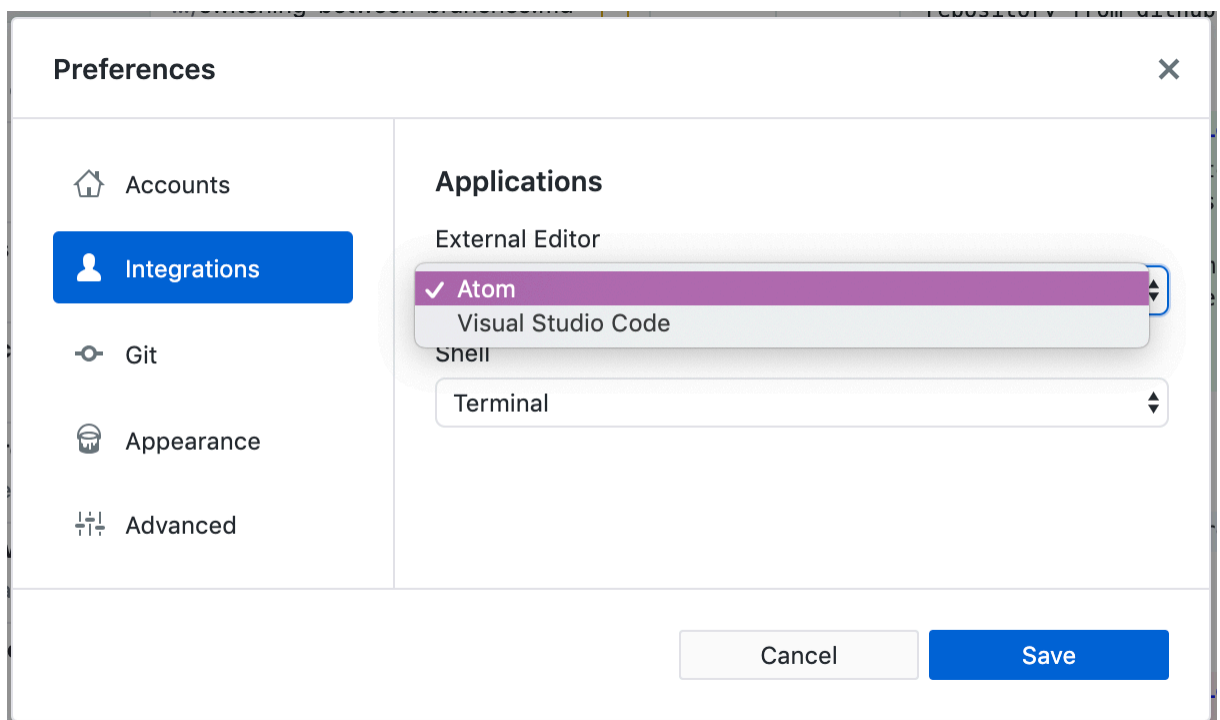 Preferences
Accounts
Integrations
Git
Appearance
Advanced
Applications
External Editor
Atom
Visual Studio Code
Shell
Terminal
Cancel
Save